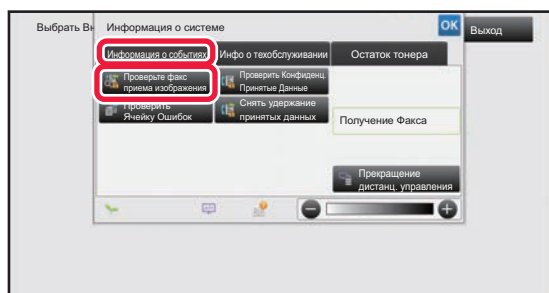 Выбрать Вн
Информация о системе
OK
Выход
Информация о событиях
Инфо о техобслуживании
Остаток тонера
Проверьте факс
приема изображения
Проверить Конфиденц.
Принятые Данные
Проверить
Ячейку Ошибок
Снять удержание
принятых данных
Получение Факса
Прекращение
дистанц. управления